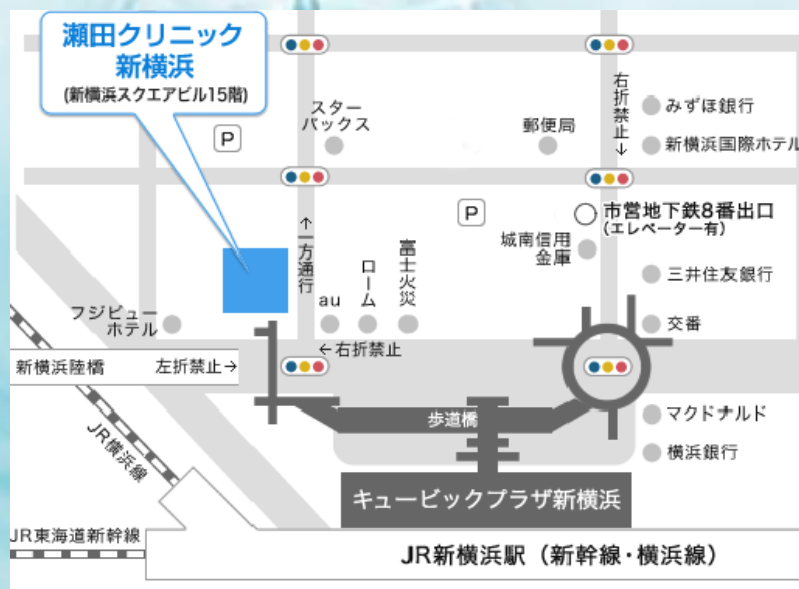 瀬田クリニック
新横浜
(新横浜スクエアビル15階)
P
スター
バックス
郵便局
右折禁止→
みずほ銀行
新横浜国際ホテル
P
市営地下鉄8番出口
(エレベーター有)
城南信用
金庫
↑一方通行
富士火災
ローム
au
三井住友銀行
フジビュー
ホテル
交番
←右折禁止
新横浜陸橋
左折禁止→
歩道橋
マクドナルド
横浜銀行
JR横浜線
キュービックプラザ新横浜
JR東海道新幹線
JR新横浜駅(新幹線・横浜線)